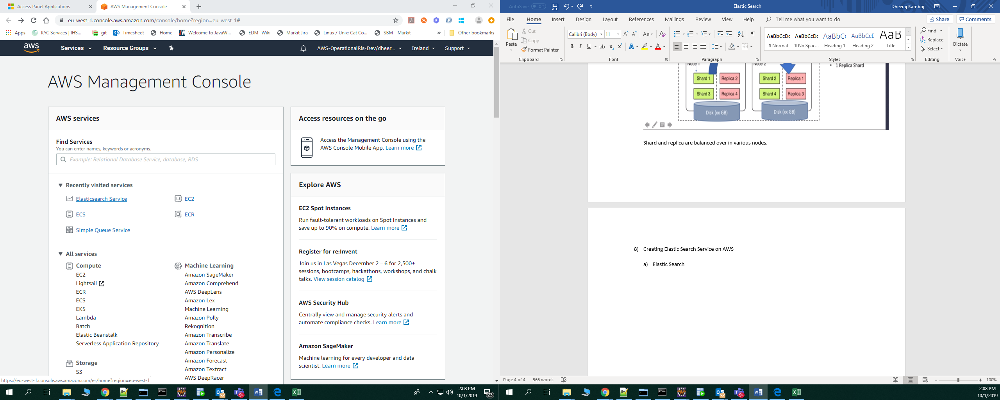 Access Panel Applications
AWS Management Console
eu-west-1.console.aws.amazon.com/console/home?region=eu-west-1#
Apps
KYC Services | IHS...
git
Timesheet
Home
Welcome to JavaW...
EDM -Wiki
Markit Jira
Linux / Unix: Cat Co...
SBM - Markit
»
Other bookmarks
aws
Services
Resource Groups
AWS-OperationalRis-Dev/dheer...
Ireland
Support
AWS Management Console
AWS services
Find Services
You can enter names, keywords or acronyms.
Example: Relational Database Service, database, RDS
Recently visited services
Elasticsearch Service
EC2
ECS
ECR
Simple Queue Service
All services
Compute
EC2
Lightsail
ECR
ECS
EKS
Lambda
Batch
Elastic Beanstalk
Serverless Application Repository
Storage
S3
Machine Learning
Amazon SageMaker
Amazon Comprehend
AWS DeepLens
Amazon Lex
Machine Learning
Amazon Polly
Rekognition
Amazon Transcribe
Amazon Translate
Amazon Personalize
Amazon Forecast
Amazon Textract
AWS DeepRacer
Access resources on the go
Access the Management Console using the
AWS Console Mobile App. Learn more
Explore AWS
EC2 Spot Instances
Run fault-tolerant workloads on Spot Instances and
save up to 90% on compute. Learn more
Register for re:Invent
Join us in Las Vegas December 2 – 6 for 2,500+
sessions, bootcamps, hackathons, workshops, and chalk
talks. View session catalog
AWS Security Hub
Centrally view and manage security alerts and
automate compliance checks. Learn more
Amazon SageMaker
Machine learning for every developer and data
scientist. Learn more
https://eu-west-1.console.aws.amazon.com/es/home?region=eu-west-1
9+
2:08 PM
10/1/2019
23
AutoSave
Off
Elastic Search
Dheeraj Kamboj
File
Home
Insert
Design
Layout
References
Mailings
Review
View
Help
Tell me what you want to do
Share
Comments
Paste
Cut
Copy
Format Painter
Clipboard
Calibri (Body)
11
Font
Paragraph
AaBbCcDc
¶ Normal
AaBbCcDc
¶ No Spac...
AaBbCc
Heading 1
AaBbCcD
Heading 2
AaB
Title
Styles
Find
Replace
Select
Editing
Dictate
Voice
Node 1
Node 2
• 1 Replica Shard
Shard 1
Replica 2
Shard 2
Replica 1
Shard 3
Replica 4
Shard 4
Replica 3
Disk (xx GB)
Disk (xx GB)
Shard and replica are balanced over in various nodes.
8) Creating Elastic Search Service on AWS
a) Elastic Search
Page 4 of 4
566 words
100%
9+
2:08 PM
10/1/2019